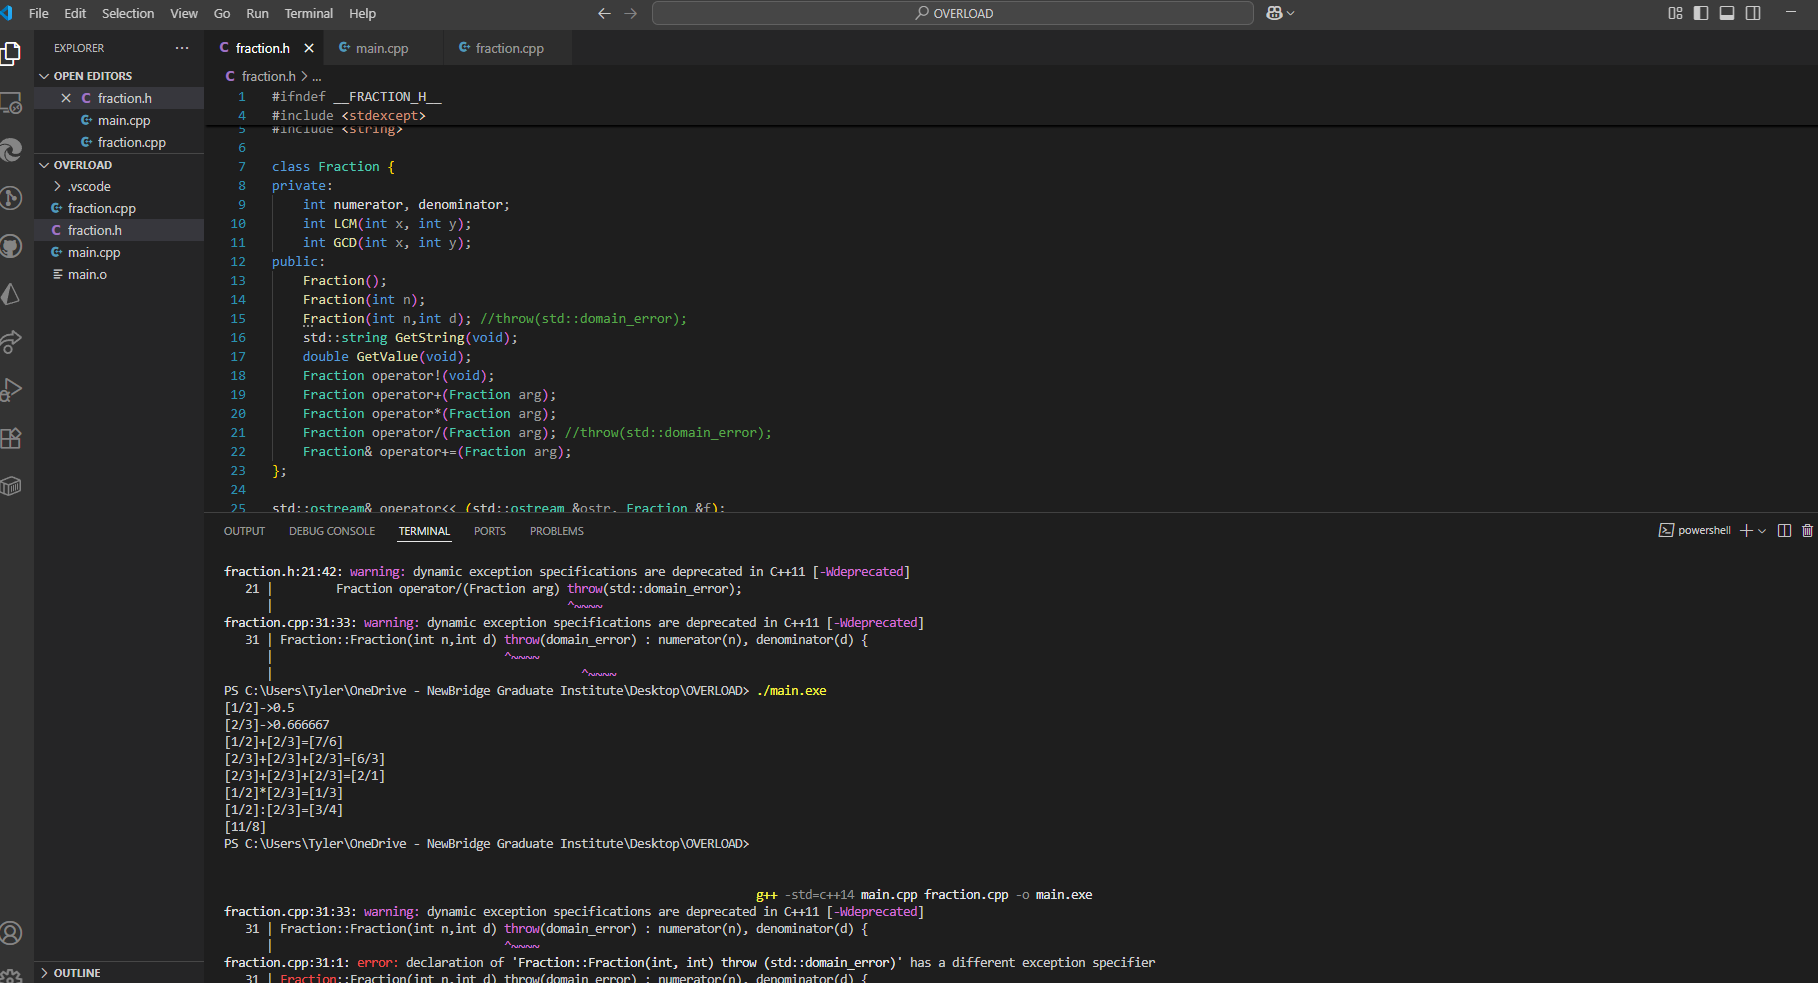 File Edit Selection View Go Run Terminal Help
OVERLOAD
EXPLORER
OPEN EDITORS
fraction.h
main.cpp
fraction.cpp
OVERLOAD
.vscode
fraction.cpp
fraction.h
main.cpp
main.o
OUTLINE
fraction.h main.cpp fraction.cpp
fraction.h > ...
1 #ifndef __FRACTION_H__
4 #include <stdexcept>
5 #include <string>
6
7 class Fraction {
8 private:
9 int numerator, denominator;
10 int LCM(int x, int y);
11 int GCD(int x, int y);
12 public:
13 Fraction();
14 Fraction(int n);
15 Fraction(int n,int d); //throw(std::domain_error);
16 std::string GetString(void);
17 double GetValue(void);
18 Fraction operator!(void);
19 Fraction operator+(Fraction arg);
20 Fraction operator*(Fraction arg);
21 Fraction operator/(Fraction arg); //throw(std::domain_error);
22 Fraction& operator+=(Fraction arg);
23 };
24
25 std::ostream& operator<< (std::ostream &ostr, Fraction &f);
OUTPUT DEBUG CONSOLE TERMINAL PORTS PROBLEMS
powershell
fraction.h:21:42: warning: dynamic exception specifications are deprecated in C++11 [-Wdeprecated]
21 | Fraction operator/(Fraction arg) throw(std::domain_error);
| ^~~~~
fraction.cpp:31:33: warning: dynamic exception specifications are deprecated in C++11 [-Wdeprecated]
31 | Fraction::Fraction(int n,int d) throw(domain_error) : numerator(n), denominator(d) {
| ^~~~~
| ^~~~~
PS C:\Users\Tyler\OneDrive - NewBridge Graduate Institute\Desktop\OVERLOAD> ./main.exe
[1/2]->0.5
[2/3]->0.666667
[1/2]+[2/3]=[7/6]
[2/3]+[2/3]+[2/3]=[6/3]
[2/3]+[2/3]+[2/3]=[2/1]
[1/2]*[2/3]=[1/3]
[1/2]:[2/3]=[3/4]
[11/8]
PS C:\Users\Tyler\OneDrive - NewBridge Graduate Institute\Desktop\OVERLOAD>
g++ -std=c++14 main.cpp fraction.cpp -o main.exe
fraction.cpp:31:33: warning: dynamic exception specifications are deprecated in C++11 [-Wdeprecated]
31 | Fraction::Fraction(int n,int d) throw(domain_error) : numerator(n), denominator(d) {
| ^~~~~
fraction.cpp:31:1: error: declaration of 'Fraction::Fraction(int, int) throw (std::domain_error)' has a different exception specifier
31 | Fraction::Fraction(int n,int d) throw(domain_error) : numerator(n), denominator(d) {